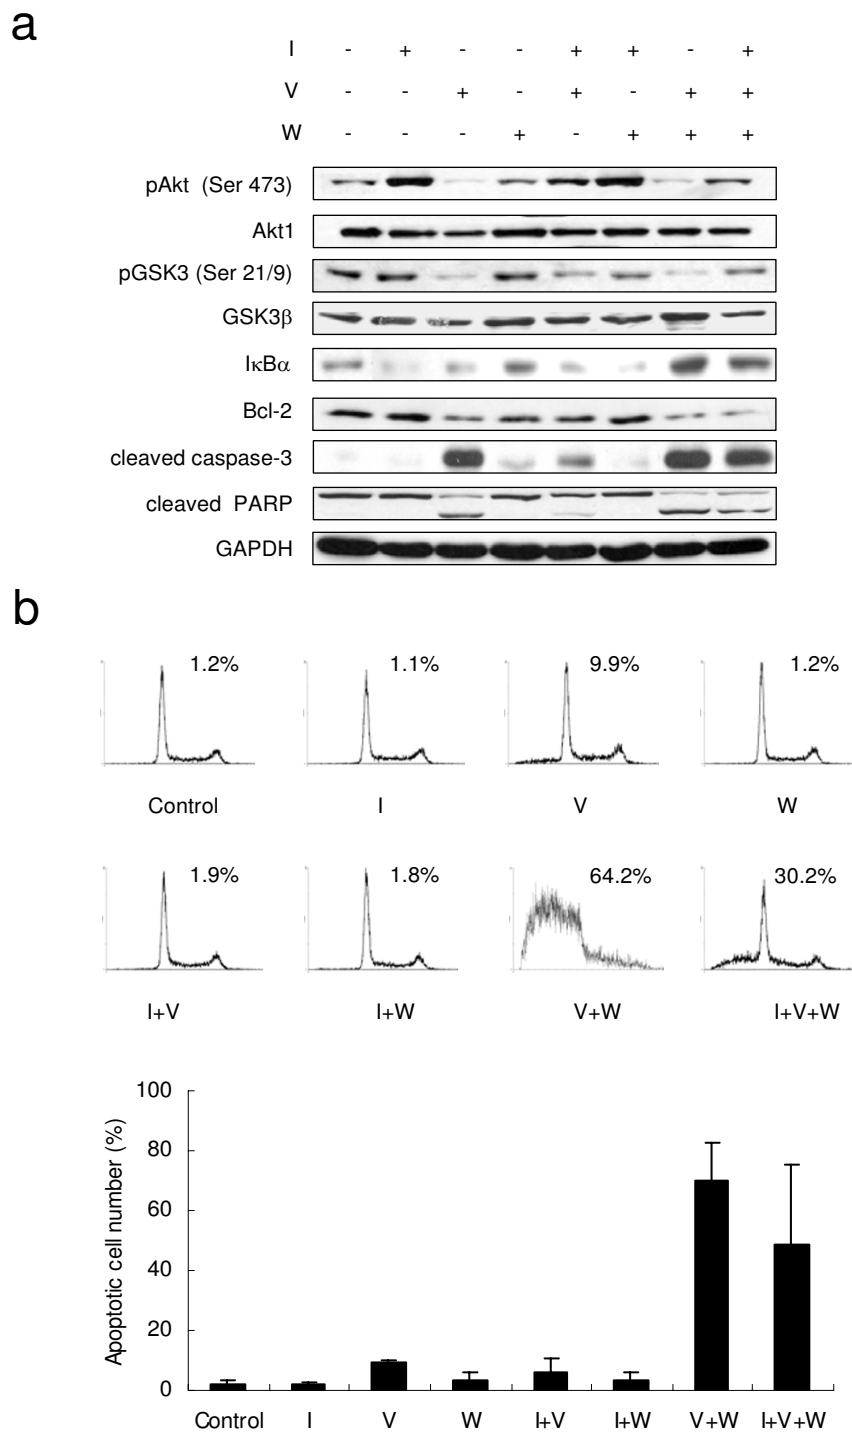 a
I - + - - + + - +
V - - + - + - + +
W - - - + - + + +
pAkt (Ser 473)
Akt1
pGSK3 (Ser 21/9)
GSK3β
IκBα
Bcl-2
cleaved caspase-3
cleaved PARP
GAPDH
b
1.2% 1.1% 9.9% 1.2%
Control I V W
1.9% 1.8% 64.2% 30.2%
I+V I+W V+W I+V+W
Apoptotic cell number (%)
100
80
60
40
20
0
Control I V W I+V I+W V+W I+V+W